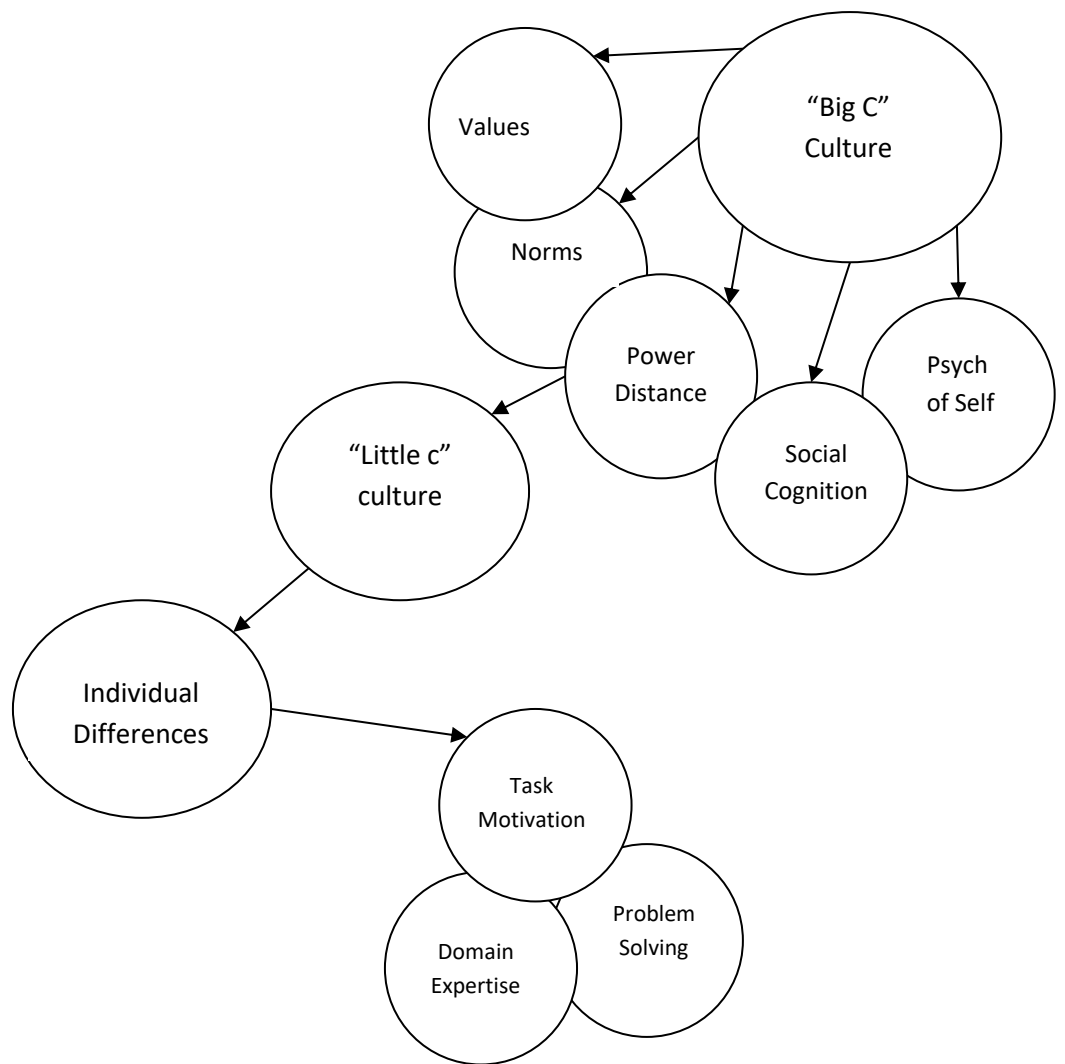 “Big C”
Culture
Values
Norms
Power
Distance
Psych
of Self
Social
Cognition
“Little c”
culture
Individual
Differences
Task
Motivation
Problem
Solving
Domain
Expertise